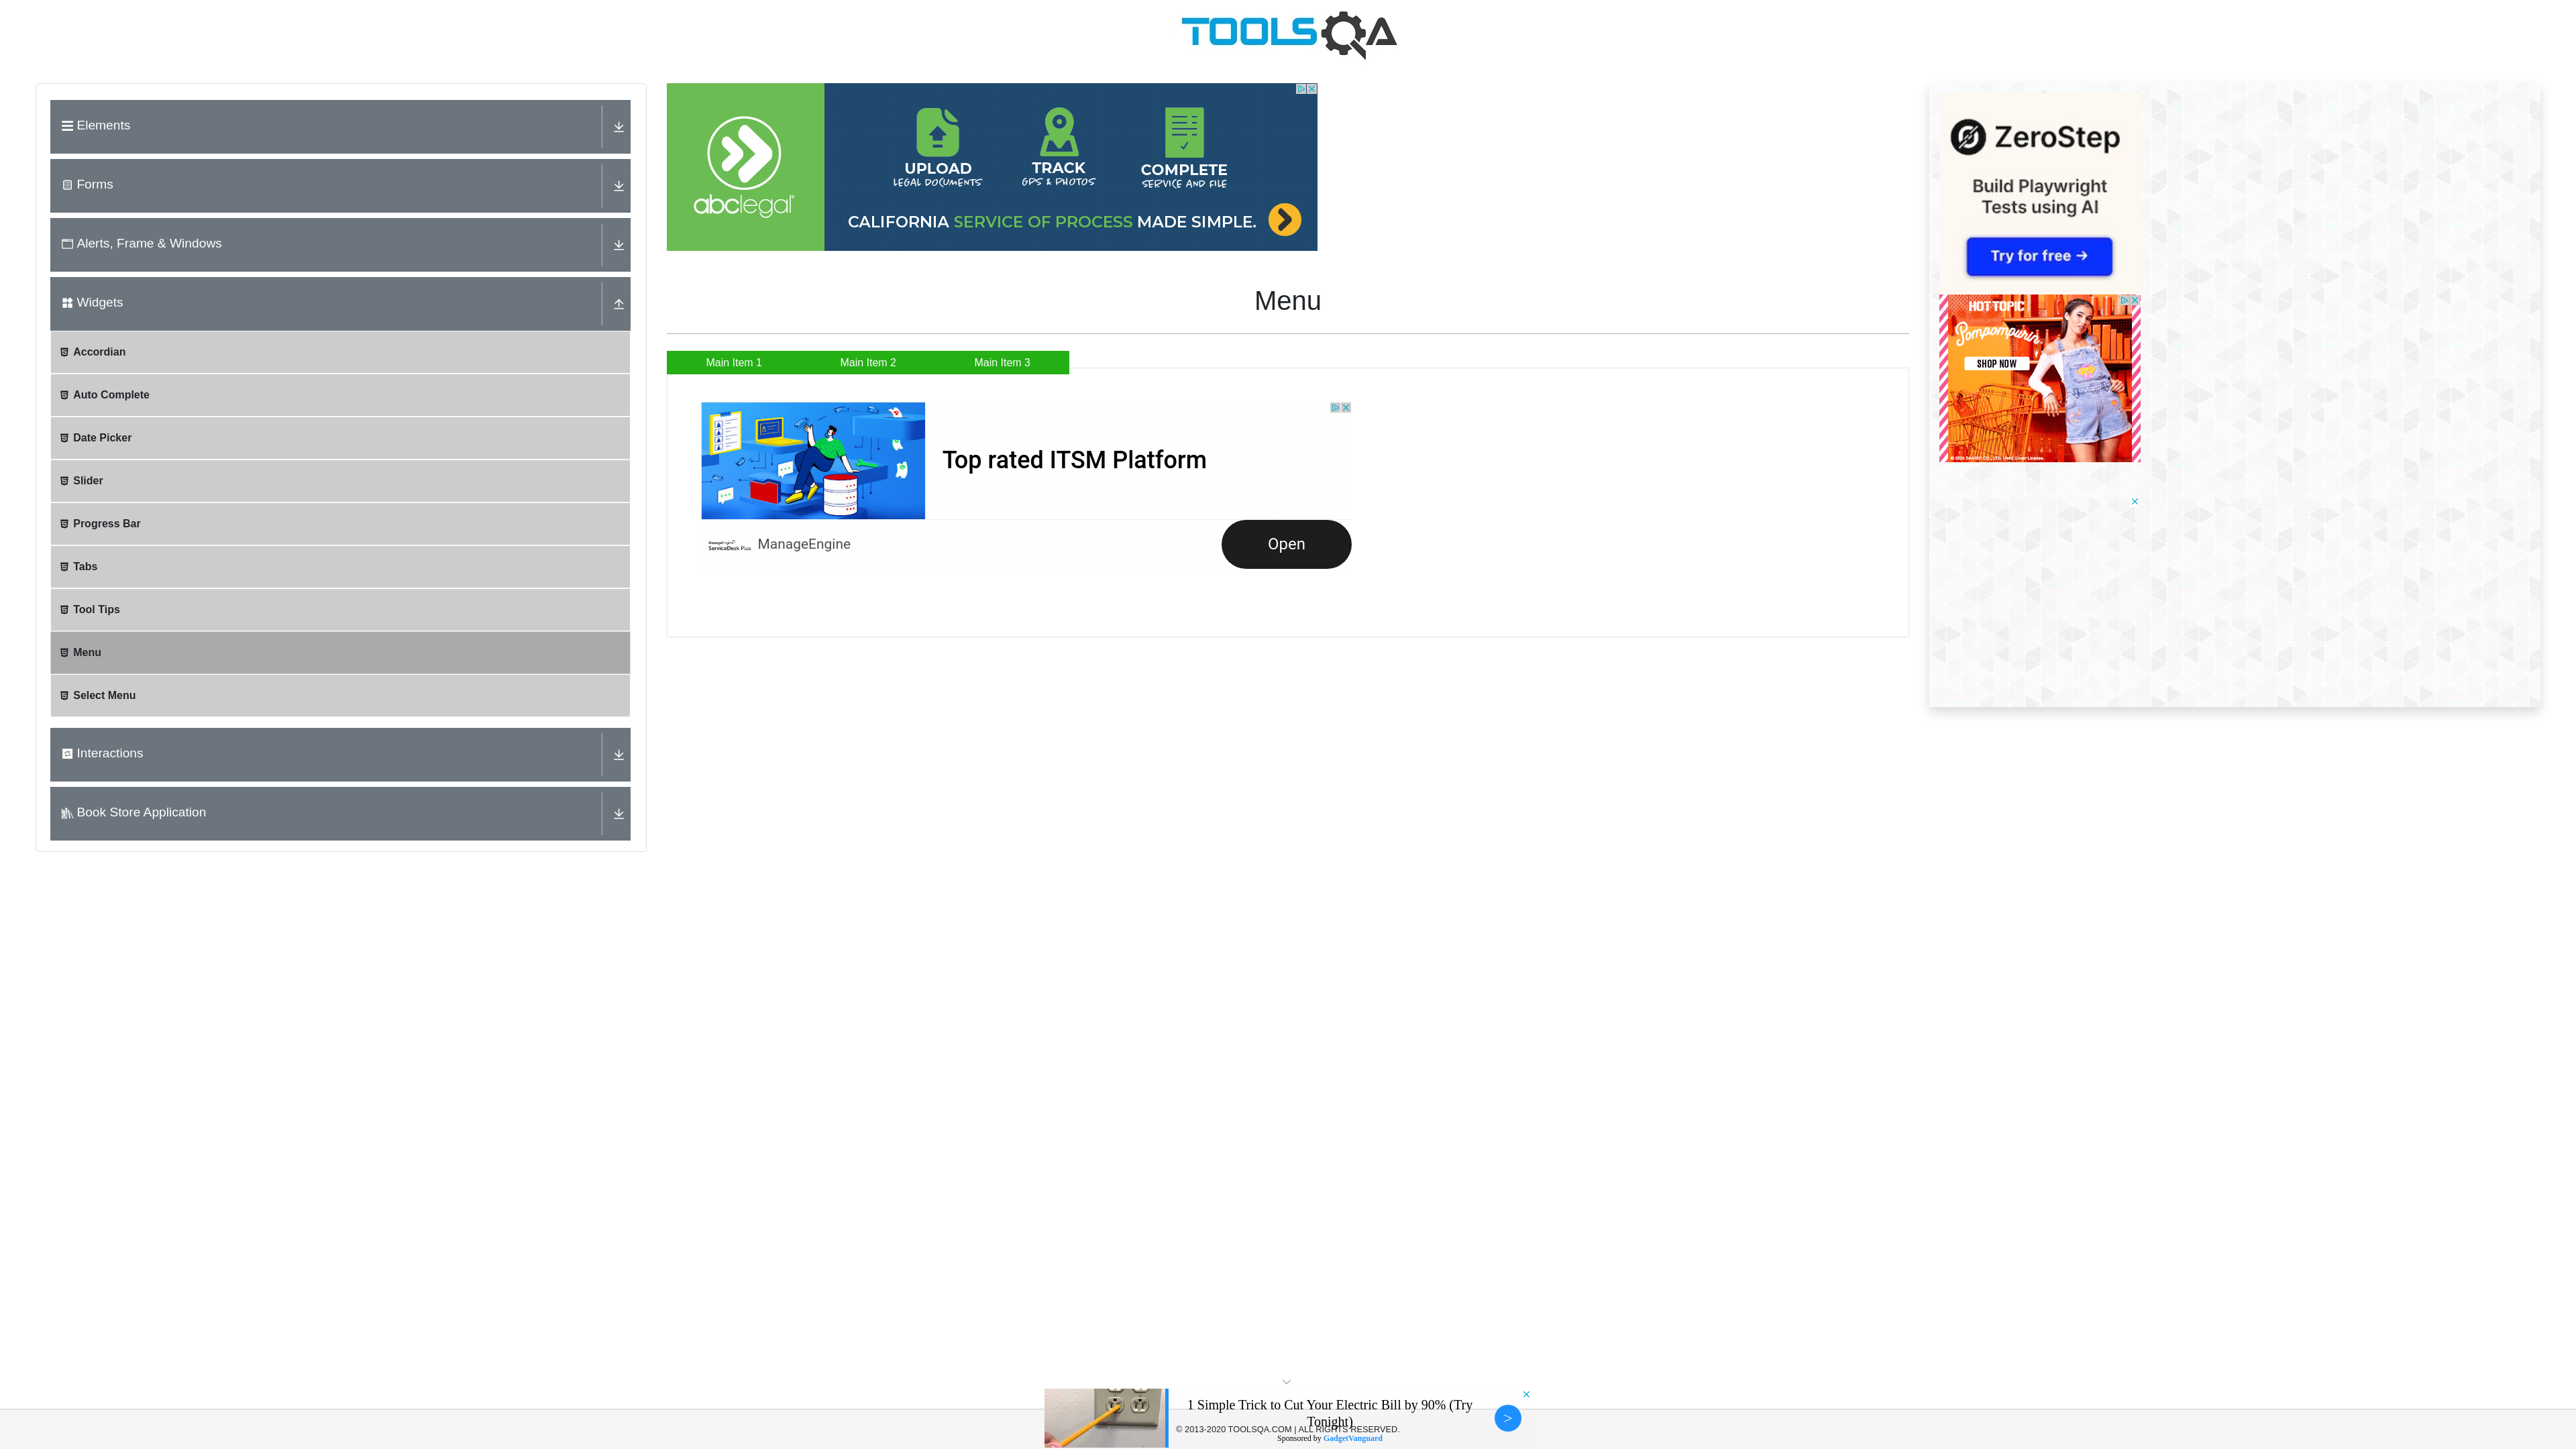 TOOLSQA
Elements
Forms
Alerts, Frame & Windows
Widgets
Accordian
Auto Complete
Date Picker
Slider
Progress Bar
Tabs
Tool Tips
Menu
Select Menu
Interactions
Book Store Application
abclegal
UPLOAD
LEGAL DOCUMENTS
TRACK
GPS & PHOTOS
COMPLETE
SERVICE AND FILE
CALIFORNIA SERVICE OF PROCESS MADE SIMPLE.
Menu
Main Item 1
Main Item 2
Main Item 3
Top rated ITSM Platform
ManageEngine
ServiceDesk Plus
ManageEngine
Open
ZeroStep
Build Playwright
Tests using AI
Try for free →
HOT TOPIC
Pompompurin
SHOP NOW
1 Simple Trick to Cut Your Electric Bill by 90% (Try
Tonight)
>
© 2013-2020 TOOLSQA.COM | ALL RIGHTS RESERVED.
Sponsored by GadgetVanguard